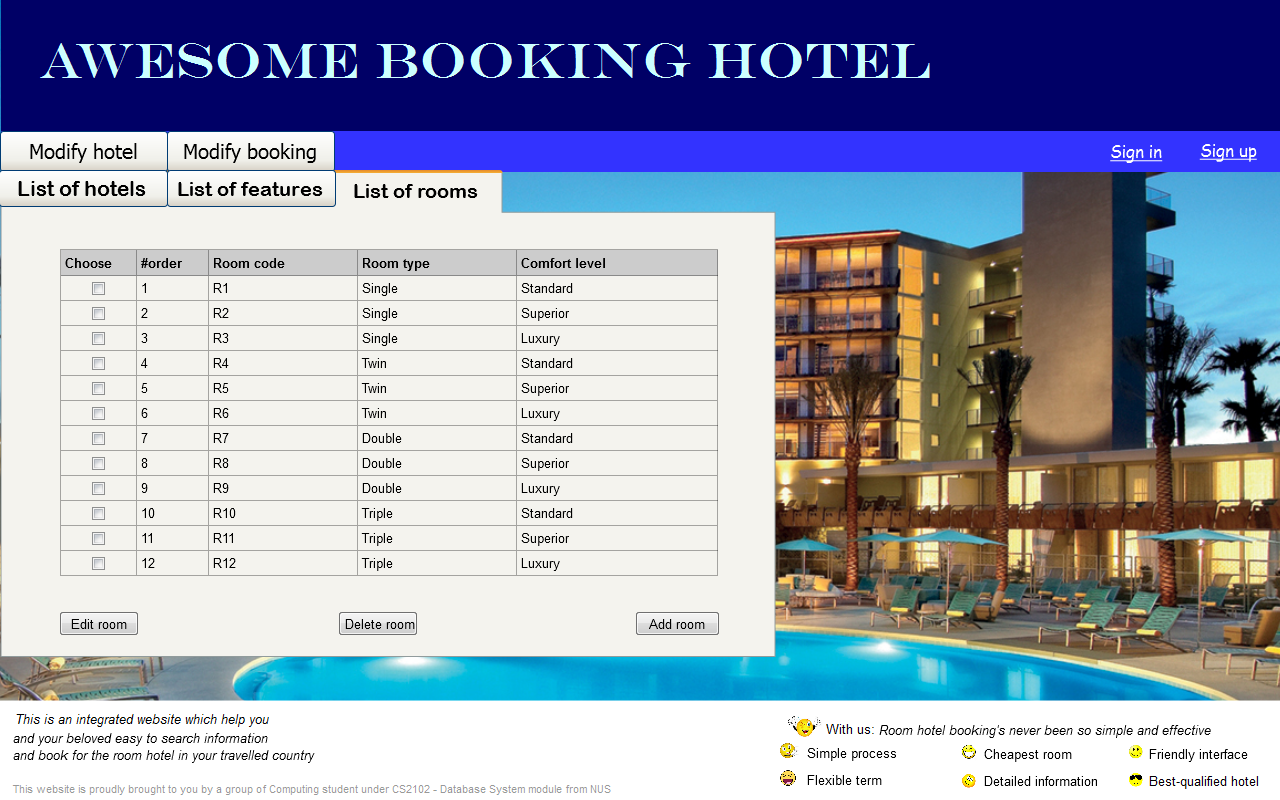 AWESOME BOOKING HOTEL
Modify hotel Modify booking Sign in Sign up
List of hotels List of features List of rooms
Choose #order Room code Room type Comfort level
1 R1 Single Standard
2 R2 Single Superior
3 R3 Single Luxury
4 R4 Twin Standard
5 R5 Twin Superior
6 R6 Twin Luxury
7 R7 Double Standard
8 R8 Double Superior
9 R9 Double Luxury
10 R10 Triple Standard
11 R11 Triple Superior
12 R12 Triple Luxury
Edit room Delete room Add room
This is an integrated website which help you
and your beloved easy to search information
and book for the room hotel in your travelled country
With us: Room hotel booking's never been so simple and effective
Simple process Cheapest room Friendly interface
Flexible term Detailed information Best-qualified hotel
This website is proudly brought to you by a group of Computing student under CS2102 - Database System module from NUS